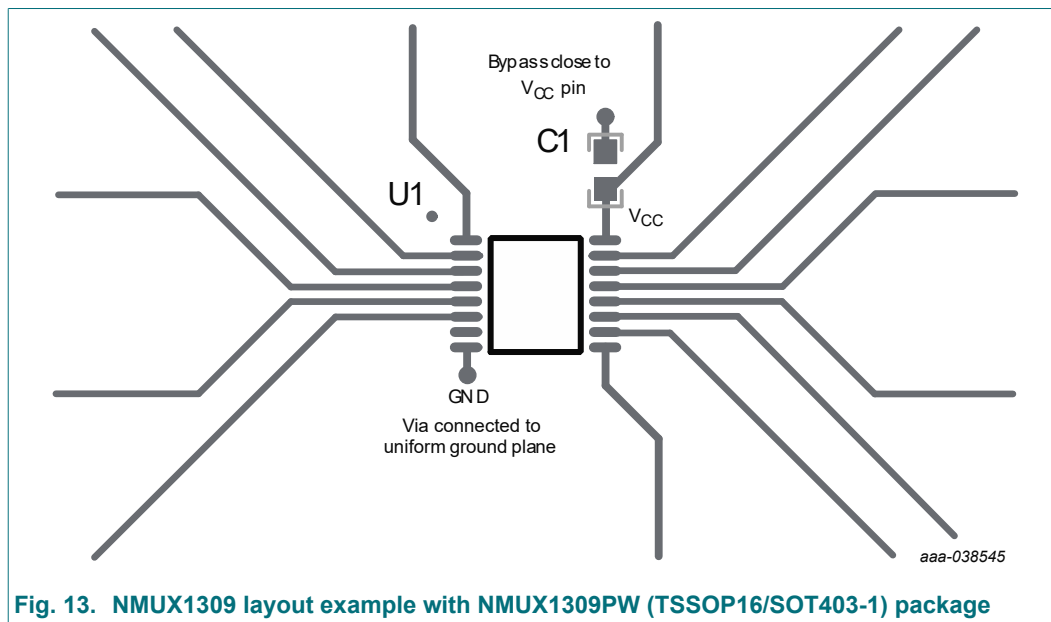 Bypass close to
VCC pin
C1
U1
VCC
GND
Via connected to
uniform ground plane
aaa-038545
Fig. 13. NMUX1309 layout example with NMUX1309PW (TSSOP16/SOT403-1) package